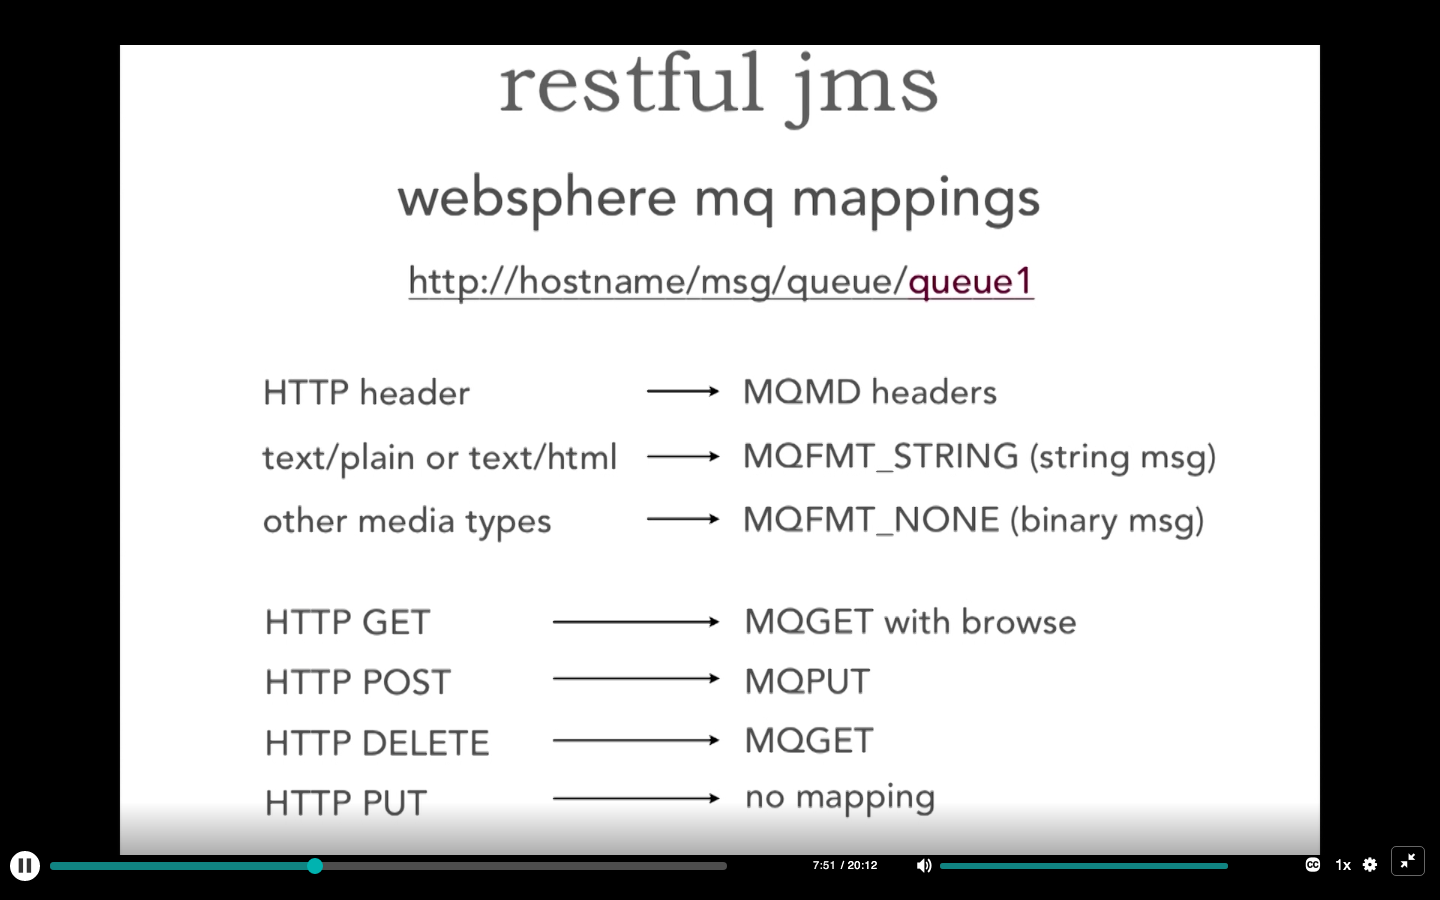 restful jms
websphere mq mappings
http://hostname/msg/queue/queue1
HTTP header MQMD headers
text/plain or text/html MQFMT_STRING (string msg)
other media types MQFMT_NONE (binary msg)
HTTP GET MQGET with browse
HTTP POST MQPUT
HTTP DELETE MQGET
HTTP PUT no mapping
7:51 / 20:12 CC 1x